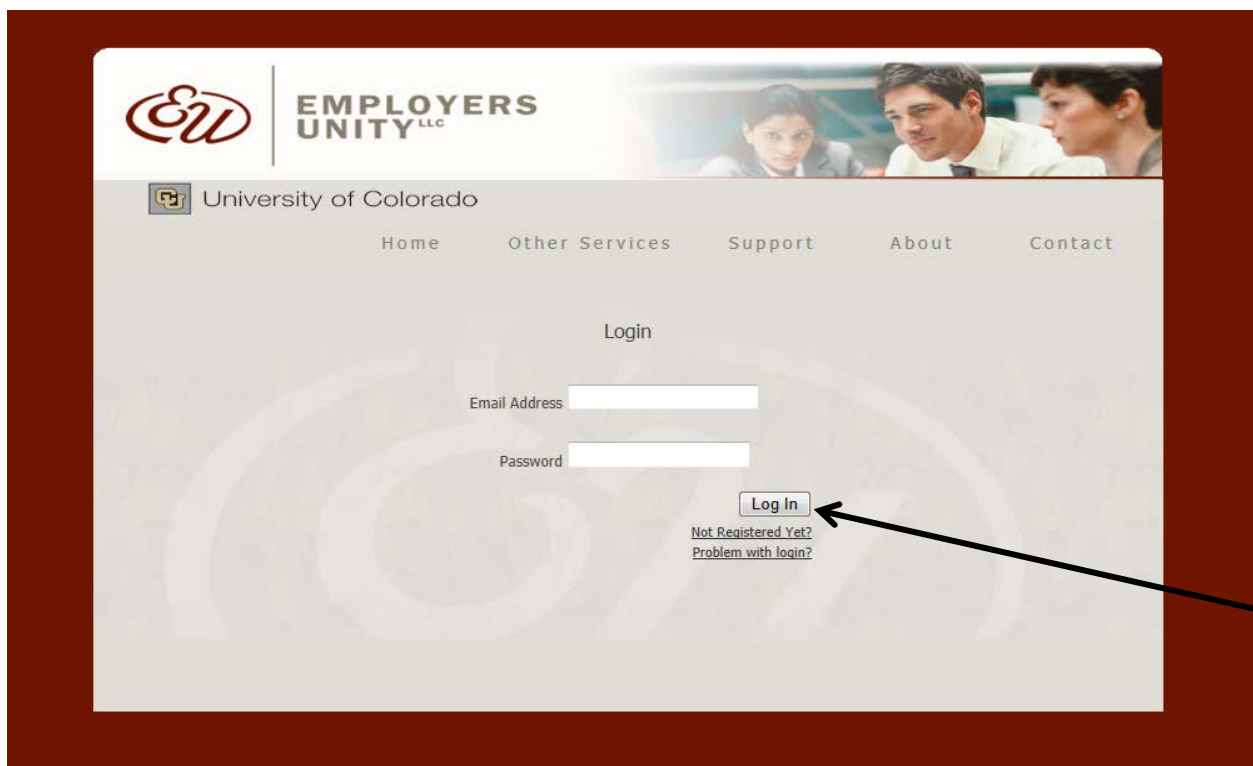 EU
EMPLOYERS
UNITY LLC
CU
University of Colorado
Home Other Services Support About Contact
Login
Email Address
Password
Log In
Not Registered Yet?
Problem with login?